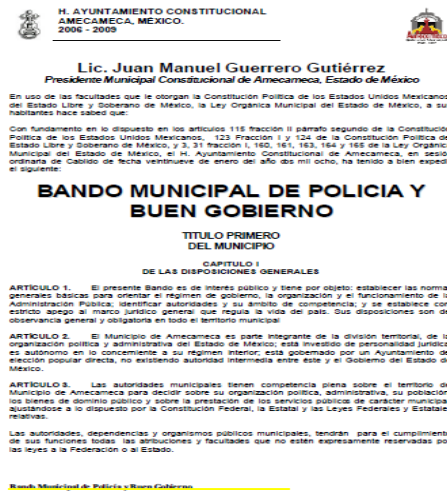 H. AYUNTAMIENTO CONSTITUCIONAL
AMECAMECA, MÉXICO.
2006 - 2009
Lic. Juan Manuel Guerrero Gutiérrez
Presidente Municipal Constitucional de Amecameca, Estado de México
En uso de las facultades que le otorgan la Constitución Política de los Estados Unidos Mexicanos
del Estado Libre y Soberano de México, la Ley Orgánica Municipal del Estado de México, a su
habitantes hace sabed que:
Con fundamento en lo dispuesto en los artículos 115 fracción II párrafo segundo de la Constitució
Política de los Estados Unidos Mexicanos, 123 Fracción I y 124 de la Constitución Política de
Estado Libre y Soberano de México, y 3, 31 fracción I, 160, 161, 163, 164 y 165 de la Ley Orgánic
Municipal del Estado de México, el H. Ayuntamiento Constitucional de Amecameca, en sesió
ordinaria de Cabildo de fecha veintinueve de enero del año dos mil ocho, ha tenido a bien expedi
el siguiente:
BANDO MUNICIPAL DE POLICIA Y
BUEN GOBIERNO
TITULO PRIMERO
DEL MUNICIPIO
CAPITULO I
DE LAS DISPOSICIONES GENERALES
ARTÍCULO 1. El presente Bando es de interés público y tiene por objeto: establecer las norma
generales básicas para orientar el régimen de gobierno, la organización y el funcionamiento de l
Administración Pública; identificar autoridades y su ámbito de competencia; y se establece con
estricto apego al marco jurídico general que regula la vida del país. Sus disposiciones son de
observancia general y obligatoria en todo el territorio municipal
ARTÍCULO 2. El Municipio de Amecameca es parte integrante de la división territorial, de l
organización política y administrativa del Estado de México; está investido de personalidad jurídica
es autónomo en lo concerniente a su régimen interior; está gobernado por un Ayuntamiento de
elección popular directa, no existiendo autoridad intermedia entre éste y el Gobierno del Estado d
México.
ARTÍCULO 3. Las autoridades municipales tienen competencia plena sobre el territorio de
Municipio de Amecameca para decidir sobre su organización política, administrativa, su población
los bienes de dominio público y sobre la prestación de los servicios públicos de carácter municipa
ajustándose a lo dispuesto por la Constitución Federal, la Estatal y las Leyes Federales y Estatale
relativas.
Las autoridades, dependencias y organismos públicos municipales, tendrán para el cumplimient
de sus funciones todas las atribuciones y facultades que no estén expresamente reservadas po
las leyes a la Federación o al Estado.
Bando Municipal de Policía y Buen Gobierno